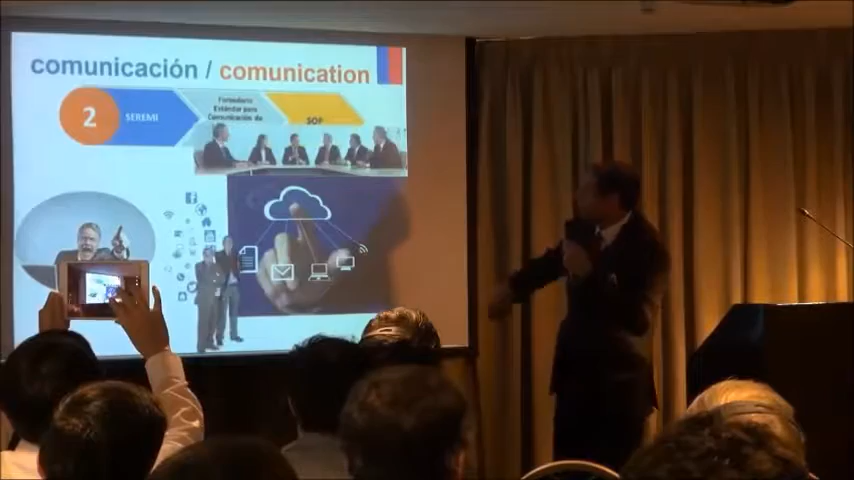 comunicación / comunication
2
SEREMI
Formulario
Estándar para
Comunicación de
SOP